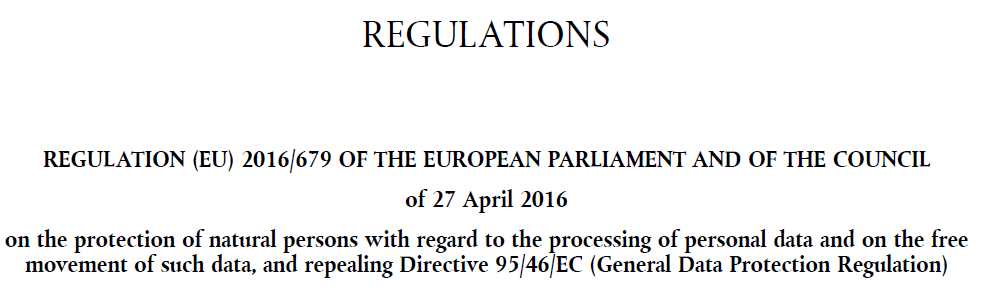 REGULATIONS
REGULATION (EU) 2016/679 OF THE EUROPEAN PARLIAMENT AND OF THE COUNCIL
of 27 April 2016
on the protection of natural persons with regard to the processing of personal data and on the free
movement of such data, and repealing Directive 95/46/EC (General Data Protection Regulation)